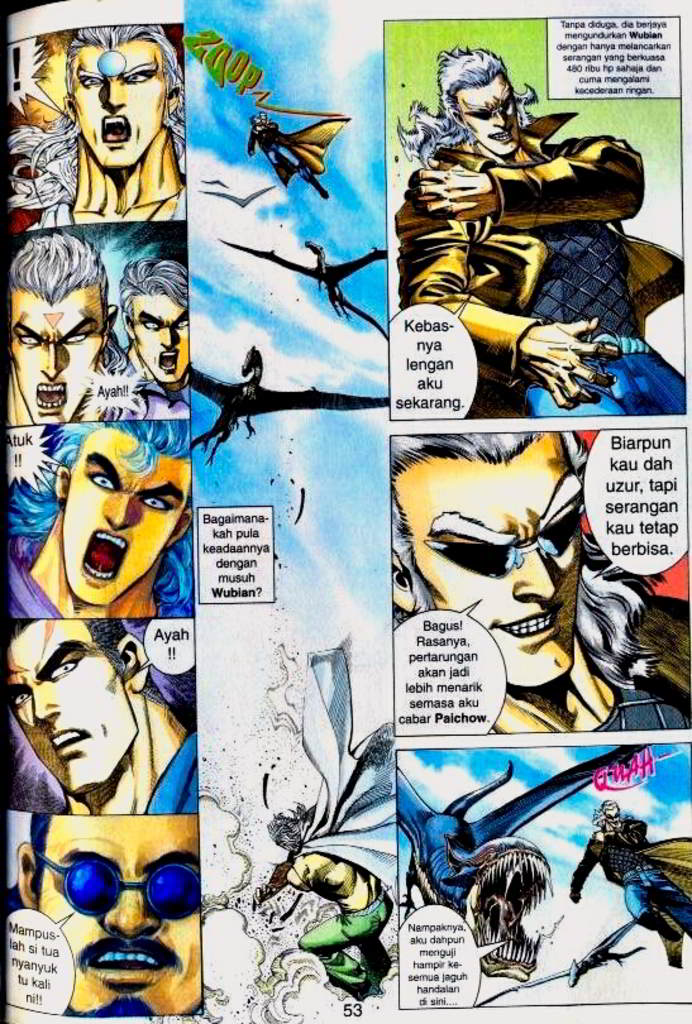 !
Ayah!!
Atuk
!!
Ayah
!!
Mampus-
lah si tua
nyanyuk
tu kali
ni!!
ZOOP
Bagaimana-
kah pula
keadaannya
dengan
musuh
Wubian?
Tanpa diduga, dia berjaya
mengundurkan Wubian
dengan hanya melancarkan
serangan yang berkuasa
480 ribu hp sahaja dan
cuma mengalami
kecederaan ringan.
Kebas-
nya
lengan
aku
sekarang.
Biarpun
kau dah
uzur, tapi
serangan
kau tetap
berbisa.
Bagus!
Rasanya,
pertarungan
akan jadi
lebih menarik
semasa aku
cabar Paichow.
QUAH
Nampaknya,
aku dahpun
menguji
hampir ke-
semua jaguh
handalan
di sini....
53